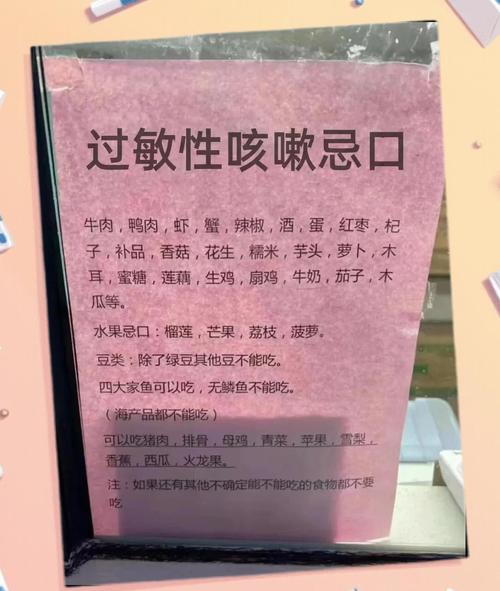 过敏性咳嗽忌口
牛肉，鸭肉，虾，蟹，辣椒，酒，蛋，红枣，杞
子，补品，香菇，花生，糯米，芋头，萝卜，木
耳，蜜糖，莲藕，生鸡，扇鸡，牛奶，茄子，木
瓜等。
水果忌口：榴莲，芒果，荔枝，菠萝。
豆类：除了绿豆其他豆不能吃。
四大家鱼可以吃，无鳞鱼不能吃。
（海产品都不能吃）
可以吃猪肉，排骨，母鸡，青菜，苹果，雪梨，
香蕉，西瓜，火龙果。
注：如果还有其他不确定能不能吃的食物都不要
吃